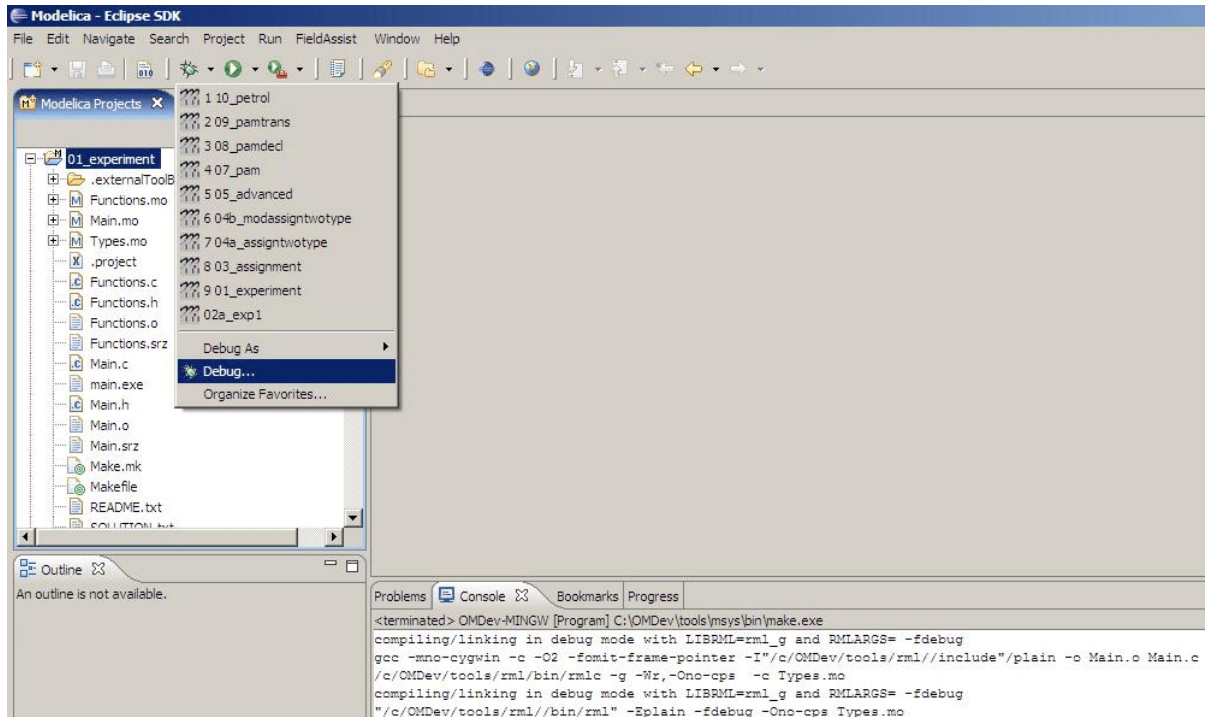 Modelica - Eclipse SDK
File Edit Navigate Search Project Run FieldAssist Window Help
Modelica Projects
1 10_petrol
2 09_pamtrans
3 08_pamdecl
4 07_pam
5 05_advanced
6 04b_modassigntwotype
7 04a_assigntwotype
8 03_assignment
9 01_experiment
02a_exp1
Debug As
Debug...
Organize Favorites...
01_experiment
.externalToolB
Functions.mo
Main.mo
Types.mo
.project
Functions.c
Functions.h
Functions.o
Functions.srz
Main.c
main.exe
Main.h
Main.o
Main.srz
Make.mk
Makefile
README.txt
SOLUTION.txt
Outline
An outline is not available.
Problems Console Bookmarks Progress
<terminated> OMDev-MINGW [Program] C:\OMDev\tools\msys\bin\make.exe
compiling/linking in debug mode with LIBRML=rml_g and RMLARGS= -fdebug
gcc -mno-cygwin -c -O2 -fomit-frame-pointer -I"/c/OMDev/tools/rml//include"/plain -o Main.o Main.c
/c/OMDev/tools/rml/bin/rmlc -g -Wr,-Ono-cps -c Types.mo
compiling/linking in debug mode with LIBRML=rml_g and RMLARGS= -fdebug
"/c/OMDev/tools/rml//bin/rml" -Eplain -fdebug -Ono-cps Types.mo